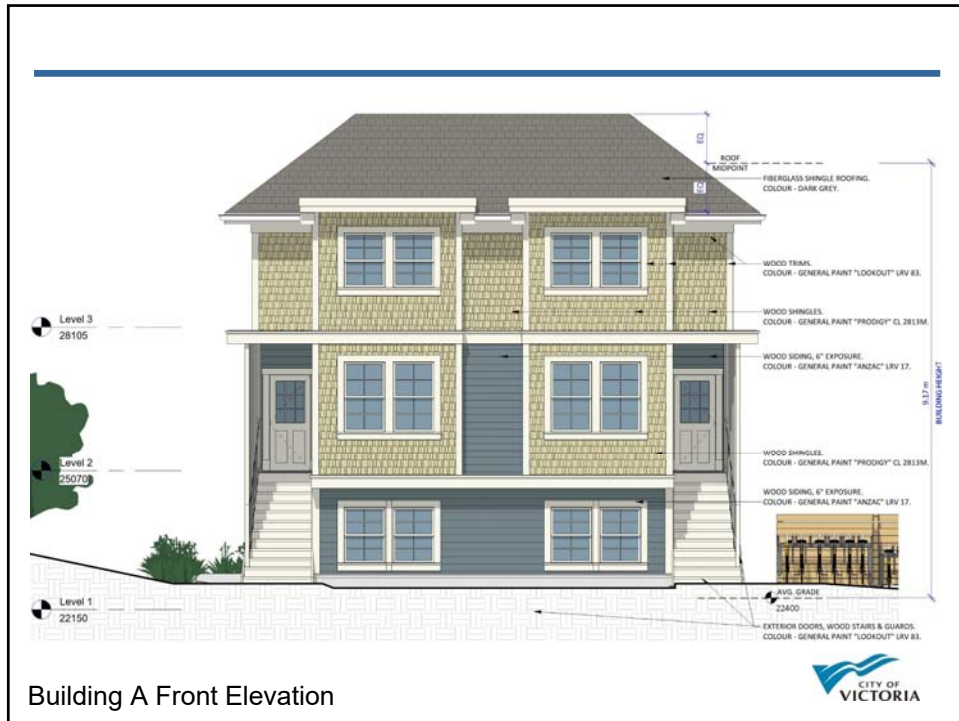 EQ
ROOF
MIDPOINT
EQ
FIBERGLASS SHINGLE ROOFING.
COLOUR - DARK GREY.
WOOD TRIMS.
COLOUR - GENERAL PAINT "LOOKOUT" LRV 83.
WOOD SHINGLES.
COLOUR - GENERAL PAINT "PRODIGY" CL 2813M.
Level 3
28105
WOOD SIDING, 6" EXPOSURE.
COLOUR - GENERAL PAINT "ANZAC" LRV 17.
9.17 m
BUILDING HEIGHT
WOOD SHINGLES.
COLOUR - GENERAL PAINT "PRODIGY" CL 2813M.
Level 2
25070
WOOD SIDING, 6" EXPOSURE.
COLOUR - GENERAL PAINT "ANZAC" LRV 17.
AVG. GRADE
22400
Level 1
22150
EXTERIOR DOORS, WOOD STAIRS & GUARDS.
COLOUR - GENERAL PAINT "LOOKOUT" LRV 83.
Building A Front Elevation
CITY OF
VICTORIA